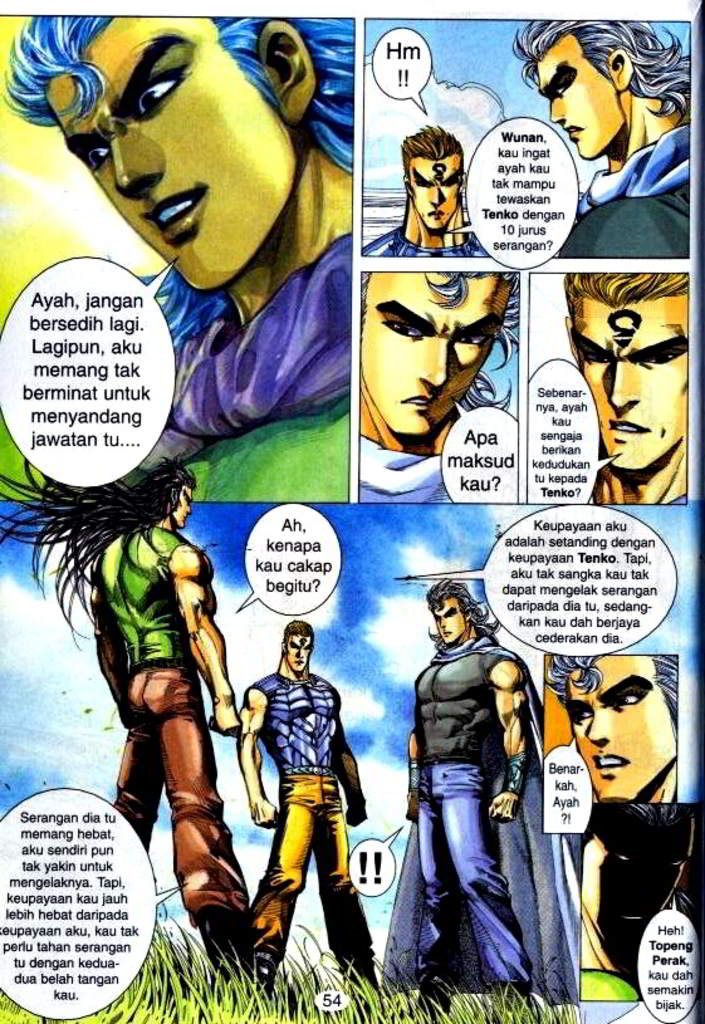 Ayah, jangan
bersedih lagi.
Lagipun, aku
memang tak
berminat untuk
menyandang
jawatan tu....
Hm
!!
Wunan,
kau ingat
ayah kau
tak mampu
tewaskan
Tenko dengan
10 jurus
serangan?
Apa
maksud
kau?
Sebenar-
nya, ayah
kau
sengaja
berikan
kedudukan
tu kepada
Tenko?
Ah,
kenapa
kau cakap
begitu?
Keupayaan aku
adalah setanding dengan
keupayaan Tenko. Tapi,
aku tak sangka kau tak
dapat mengelak serangan
daripada dia tu, sedang-
kan kau dah berjaya
cederakan dia.
Benar-
kah,
Ayah
?!
Serangan dia tu
memang hebat,
aku sendiri pun
tak yakin untuk
mengelaknya. Tapi,
keupayaan kau jauh
lebih hebat daripada
keupayaan aku, kau tak
perlu tahan serangan
tu dengan kedua-
dua belah tangan
kau.
!!
Heh!
Topeng
Perak,
kau dah
semakin
bijak.
54